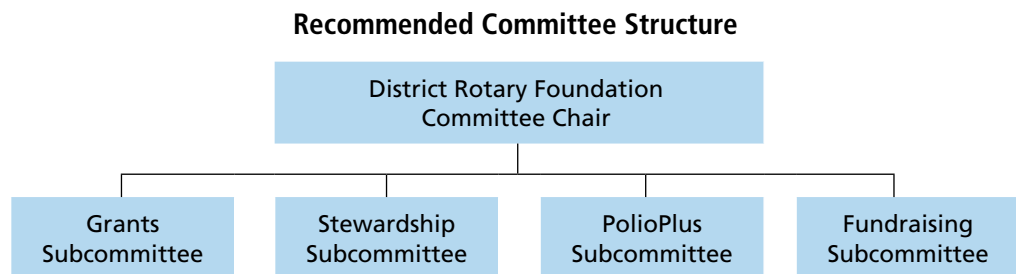 Recommended Committee Structure
District Rotary Foundation
Committee Chair
Grants
Subcommittee
Stewardship
Subcommittee
PolioPlus
Subcommittee
Fundraising
Subcommittee